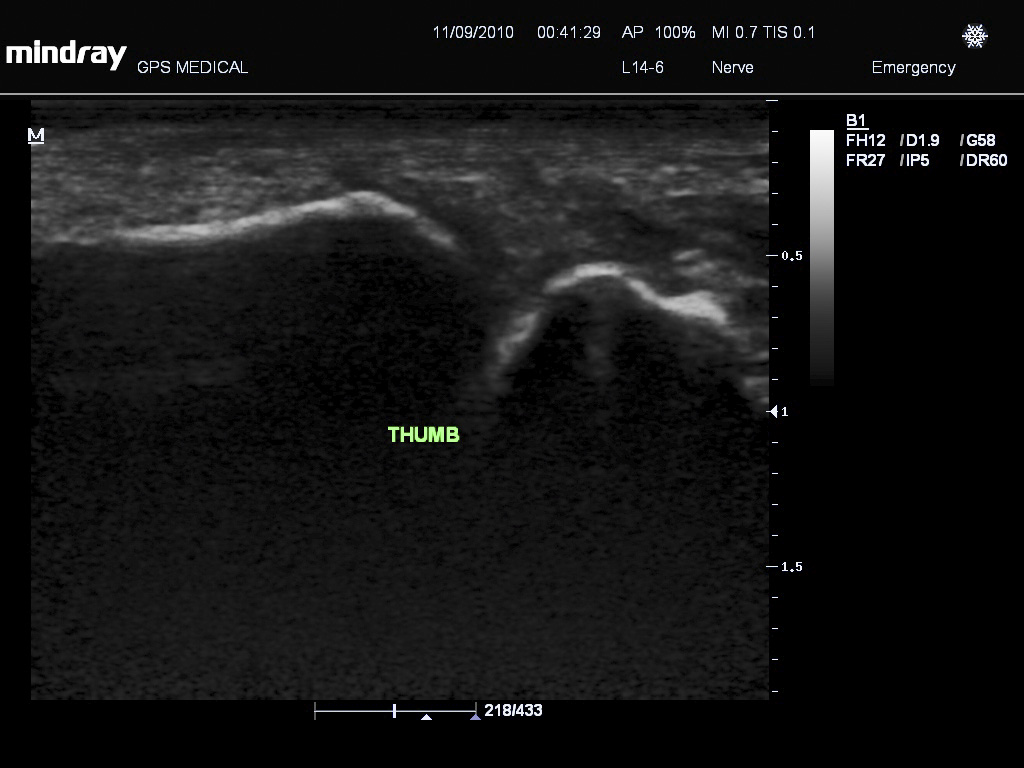 mindray
GPS MEDICAL
11/09/2010 00:41:29 AP 100% MI 0.7 TIS 0.1
L14-6 Nerve Emergency
M
B1
FH12 /D1.9 /G58
FR27 /IP5 /DR60
0.5
1
THUMB
1.5
218/433